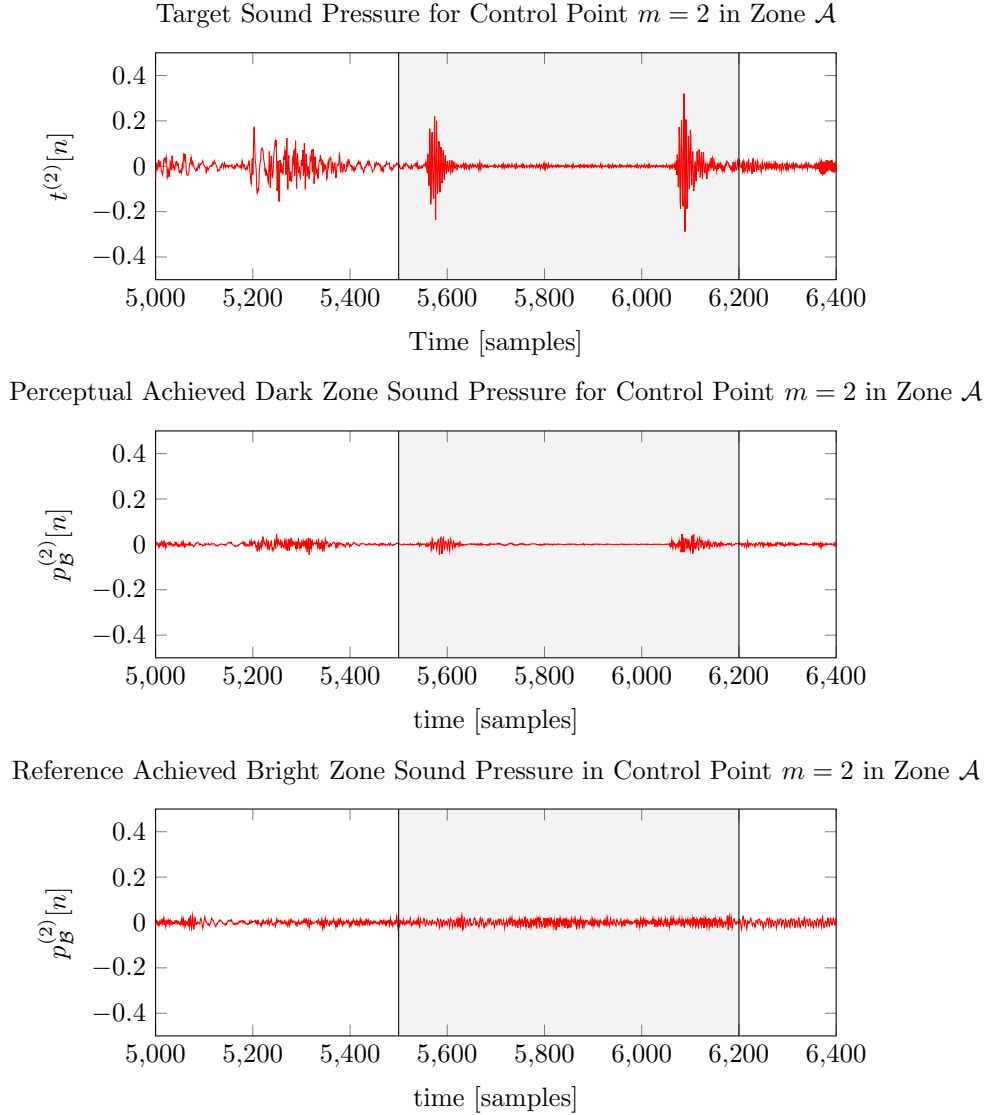 Target Sound Pressure for Control Point m = 2 in Zone 𝒜
0.4
0.2
0
−0.2
−0.4
t⁽²⁾[n]
5,000 5,200 5,400 5,600 5,800 6,000 6,200 6,400
Time [samples]
Perceptual Achieved Dark Zone Sound Pressure for Control Point m = 2 in Zone 𝒜
0.4
0.2
0
−0.2
−0.4
p_ℬ⁽²⁾[n]
5,000 5,200 5,400 5,600 5,800 6,000 6,200 6,400
time [samples]
Reference Achieved Bright Zone Sound Pressure in Control Point m = 2 in Zone 𝒜
0.4
0.2
0
−0.2
−0.4
p_ℬ⁽²⁾[n]
5,000 5,200 5,400 5,600 5,800 6,000 6,200 6,400
time [samples]